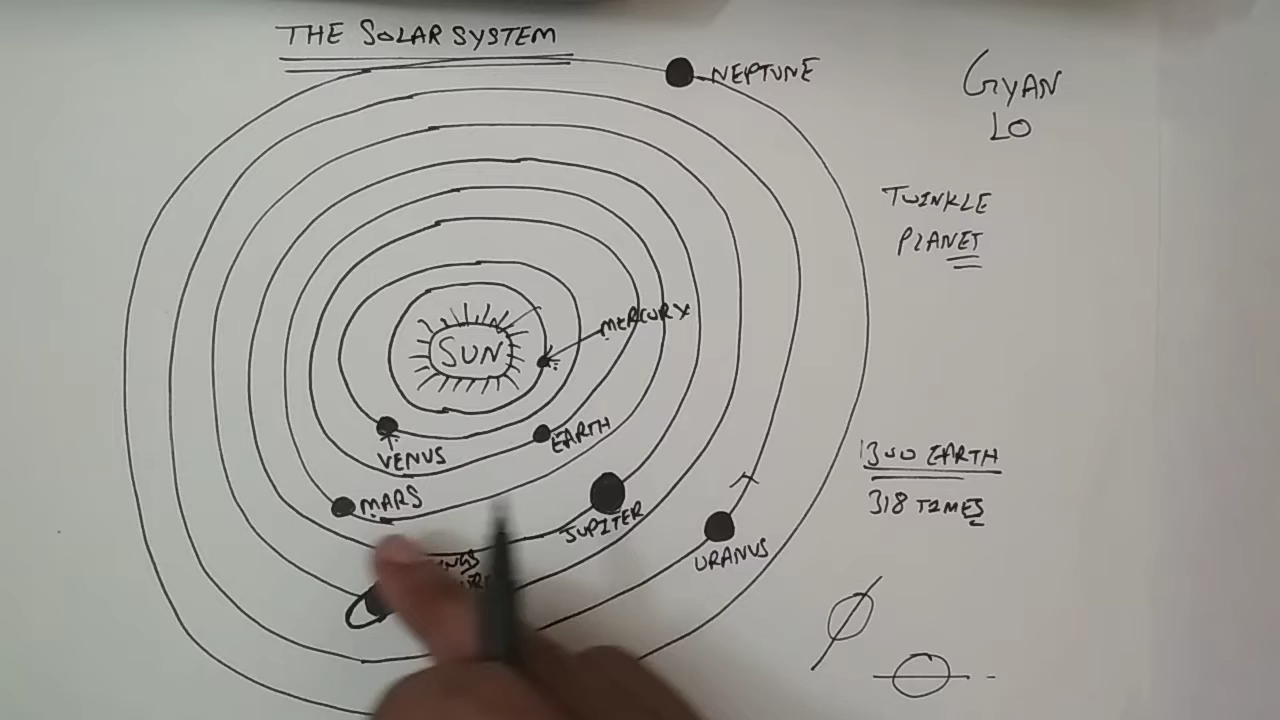 THE SOLAR SYSTEM
NEPTUNE
GYAN
LO
TWINKLE
PLANET
MERCURY
SUN
EARTH
VENUS
MARS
JUPITER
URANUS
1300 EARTH
318 TIMES